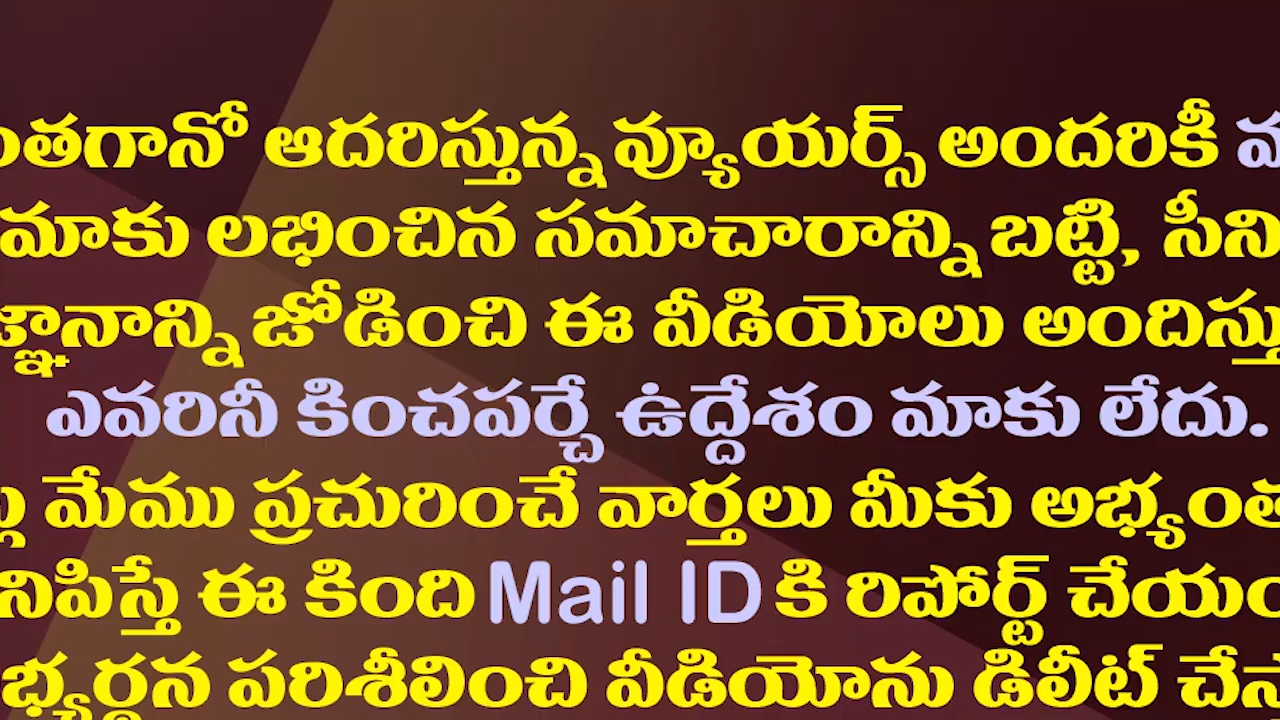 ంతగానో ఆదరిస్తున్న వ్యూయర్స్ అందరికీ
మాకు లభించిన సమాచారాన్ని బట్టి, సీని
జ్ఞానాన్ని జోడించి ఈ వీడియోలు అందిస్తు
ఎవరినీ కించపర్చే ఉద్దేశం మాకు లేదు.
మేము ప్రచురించే వార్తలు మీకు అభ్యంత
నిపిస్తే ఈ కింది Mail ID కి రిపోర్ట్ చేయం
భ్యర్ధన పరిశీలించి వీడియోను డిలీట్ చేస